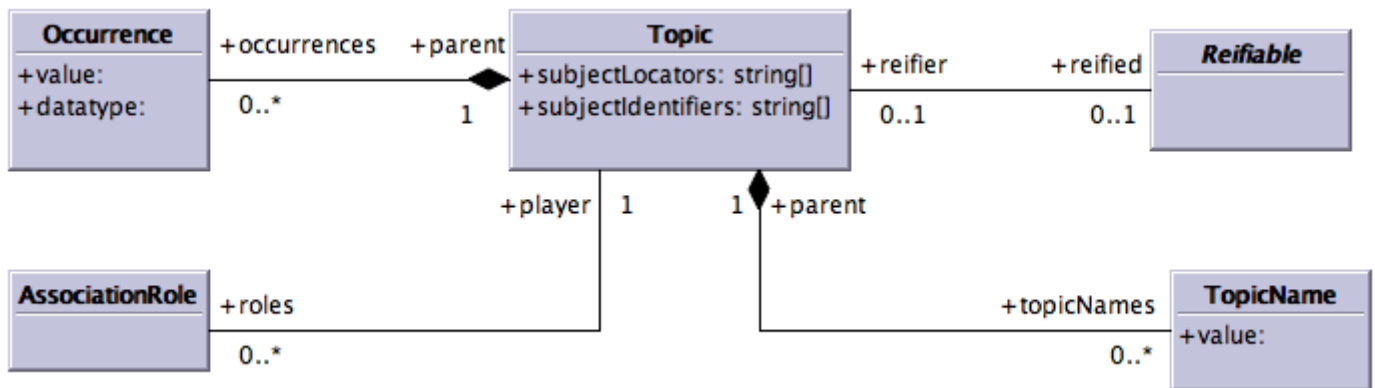 Occurrence
+value:
+datatype:
+occurrences
0..*
+parent
1
Topic
+subjectLocators: string[]
+subjectIdentifiers: string[]
+reifier
0..1
+reified
0..1
Reifiable
+player
1
1
+parent
AssociationRole
+roles
0..*
+topicNames
0..*
TopicName
+value: